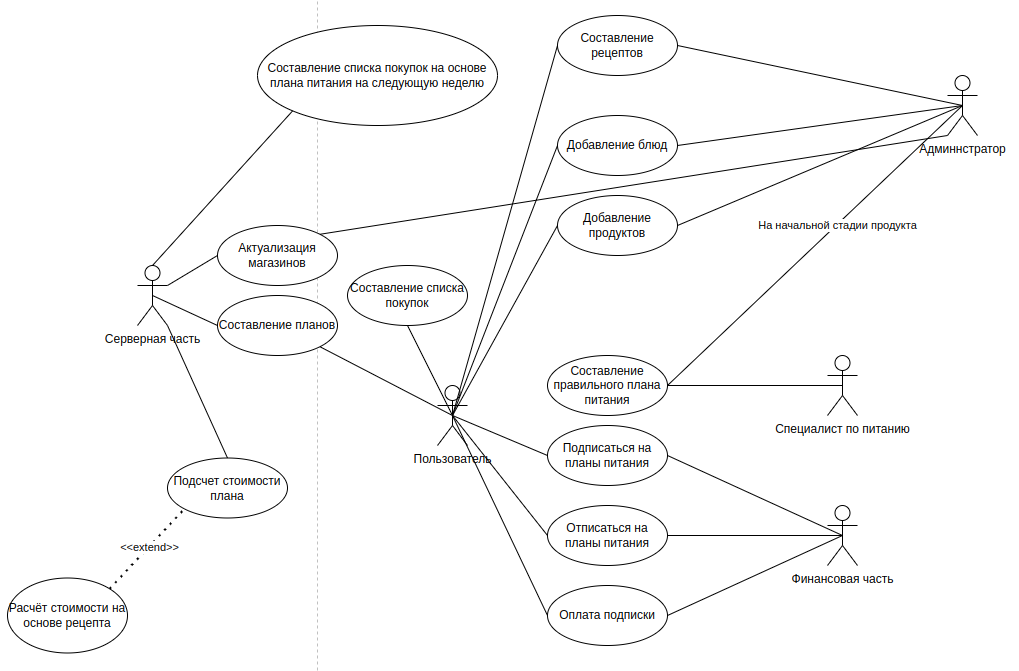 Составление
рецептов
Составление списка покупок на основе
плана питания на следующую неделю
Добавление блюд
Админнстратор
Добавление
продуктов
На начальной стадии продукта
Актуализация
магазинов
Составление списка
покупок
Составление планов
Серверная часть
Составление
правильного плана
питания
Специалист по питанию
Пользователь
Подписаться на
планы питания
Подсчет стоимости
плана
Отписаться на
планы питания
<<extend>>
Финансовая часть
Расчёт стоимости на
основе рецепта
Оплата подписки